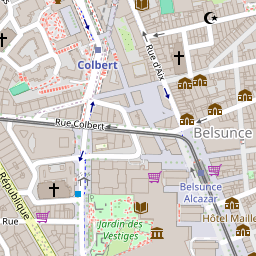 Colbert
Rue d'Aix
Rue Colbert
Belsunce
République
Belsunce
Alcazar
Rue
Hôtel Maille
Jardin des
Vestiges